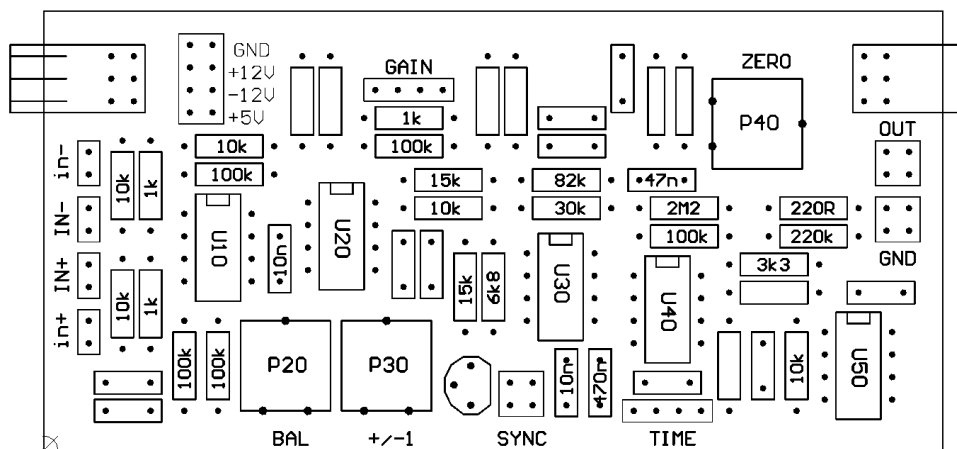 GND
+12V
-12V
+5V
GAIN
ZERO
1k
P40
OUT
10k
100k
100k
in-
10k
1k
15k
82k
47n
IN-
U10
U20
10k
30k
2M2
220R
100k
220k
IN+
10n
15k
6k8
U30
U40
3k3
GND
10k
1k
in+
100k
100k
P20
P30
10n
470n
10k
U50
BAL
+/-1
SYNC
TIME